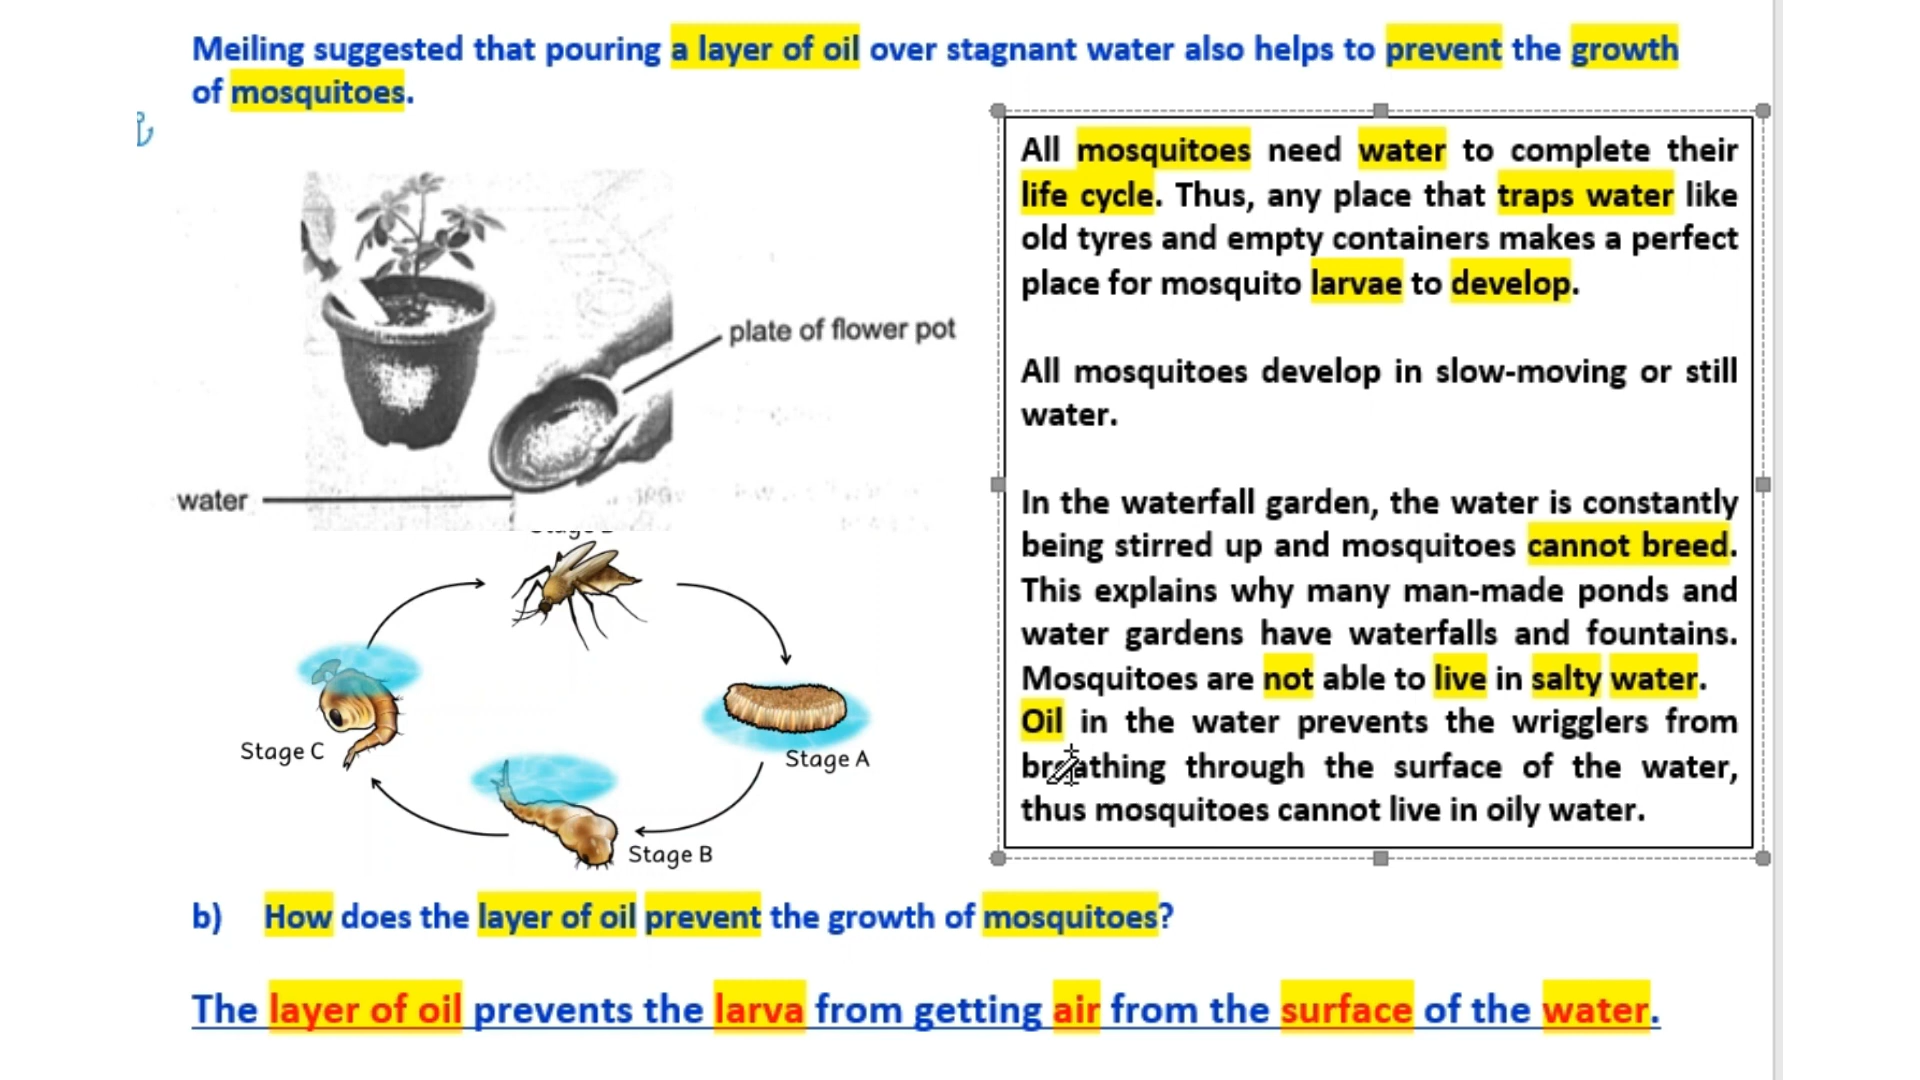 Meiling suggested that pouring a layer of oil over stagnant water also helps to prevent the growth
of mosquitoes.
plate of flower pot
water
Stage C
Stage A
Stage B
All mosquitoes need water to complete their
life cycle. Thus, any place that traps water like
old tyres and empty containers makes a perfect
place for mosquito larvae to develop.
All mosquitoes develop in slow-moving or still
water.
In the waterfall garden, the water is constantly
being stirred up and mosquitoes cannot breed.
This explains why many man-made ponds and
water gardens have waterfalls and fountains.
Mosquitoes are not able to live in salty water.
Oil in the water prevents the wrigglers from
breathing through the surface of the water,
thus mosquitoes cannot live in oily water.
b) How does the layer of oil prevent the growth of mosquitoes?
The layer of oil prevents the larva from getting air from the surface of the water.